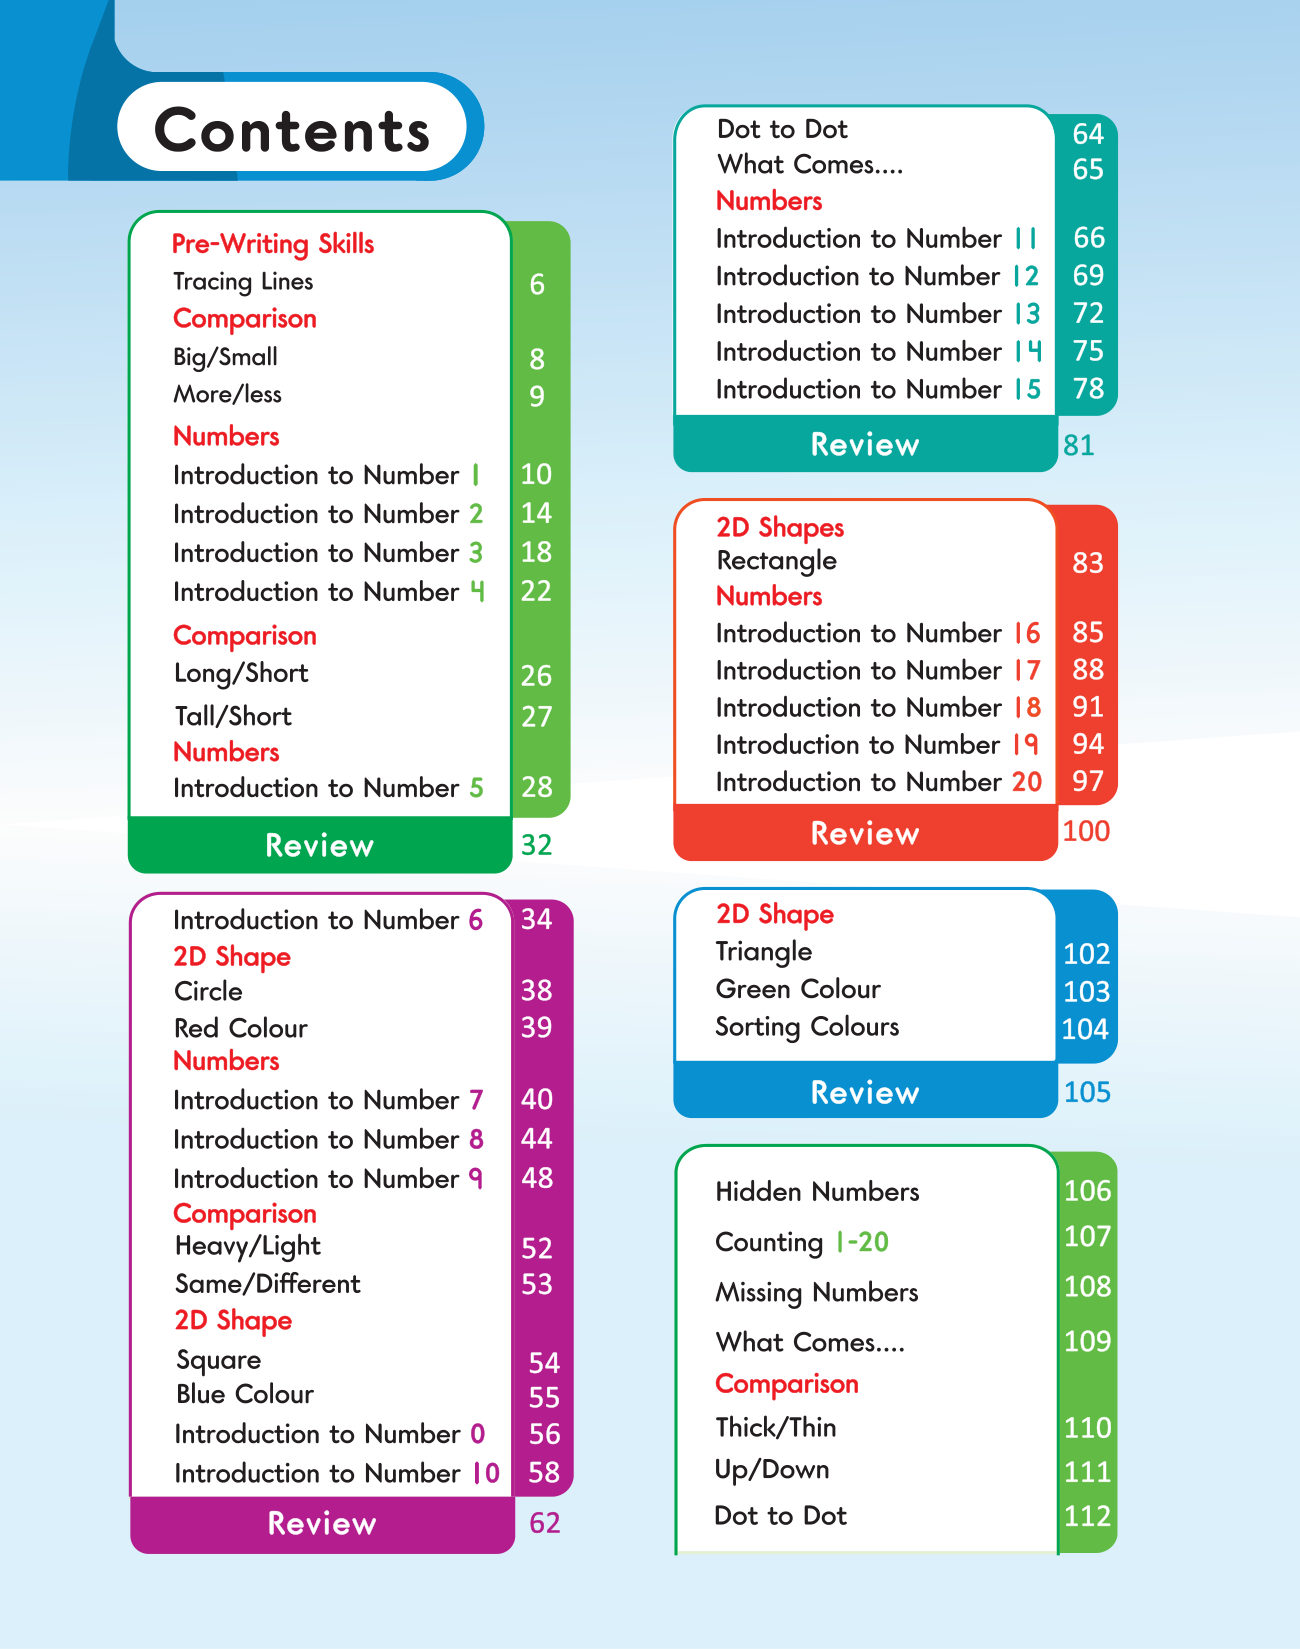 Contents
Pre-Writing Skills
Tracing Lines 6
Comparison
Big/Small 8
More/less 9
Numbers
Introduction to Number 1 10
Introduction to Number 2 14
Introduction to Number 3 18
Introduction to Number 4 22
Comparison
Long/Short 26
Tall/Short 27
Numbers
Introduction to Number 5 28
Review 32
Introduction to Number 6 34
2D Shape
Circle 38
Red Colour 39
Numbers
Introduction to Number 7 40
Introduction to Number 8 44
Introduction to Number 9 48
Comparison
Heavy/Light 52
Same/Different 53
2D Shape
Square 54
Blue Colour 55
Introduction to Number 0 56
Introduction to Number 10 58
Review 62
Dot to Dot 64
What Comes.... 65
Numbers
Introduction to Number 11 66
Introduction to Number 12 69
Introduction to Number 13 72
Introduction to Number 14 75
Introduction to Number 15 78
Review 81
2D Shapes
Rectangle 83
Numbers
Introduction to Number 16 85
Introduction to Number 17 88
Introduction to Number 18 91
Introduction to Number 19 94
Introduction to Number 20 97
Review 100
2D Shape
Triangle 102
Green Colour 103
Sorting Colours 104
Review 105
Hidden Numbers 106
Counting 1-20 107
Missing Numbers 108
What Comes.... 109
Comparison
Thick/Thin 110
Up/Down 111
Dot to Dot 112